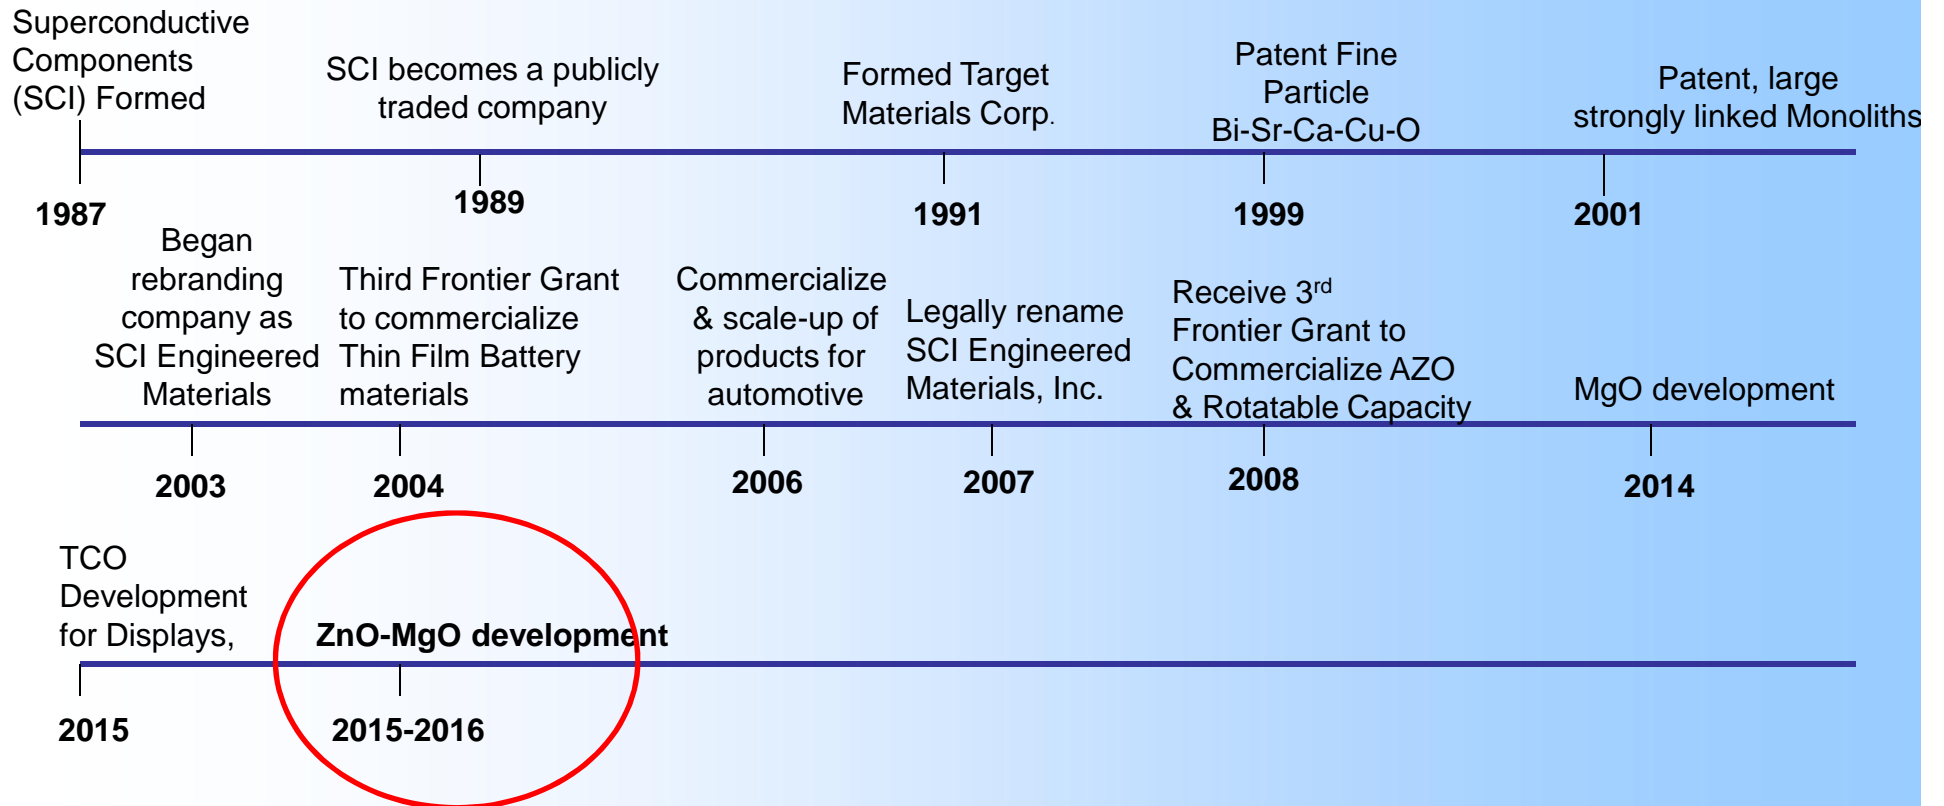 Superconductive
Components
(SCI) Formed
SCI becomes a publicly
traded company
Formed Target
Materials Corp.
Patent Fine
Particle
Bi-Sr-Ca-Cu-O
Patent, large
strongly linked Monoliths
1987
1989
1991
1999
2001
Began
rebranding
company as
SCI Engineered
Materials
Third Frontier Grant
to commercialize
Thin Film Battery
materials
Commercialize
& scale-up of
products for
automotive
Legally rename
SCI Engineered
Materials, Inc.
Receive 3rd
Frontier Grant to
Commercialize AZO
& Rotatable Capacity
MgO development
2003
2004
2006
2007
2008
2014
TCO
Development
for Displays,
ZnO-MgO development
2015
2015-2016